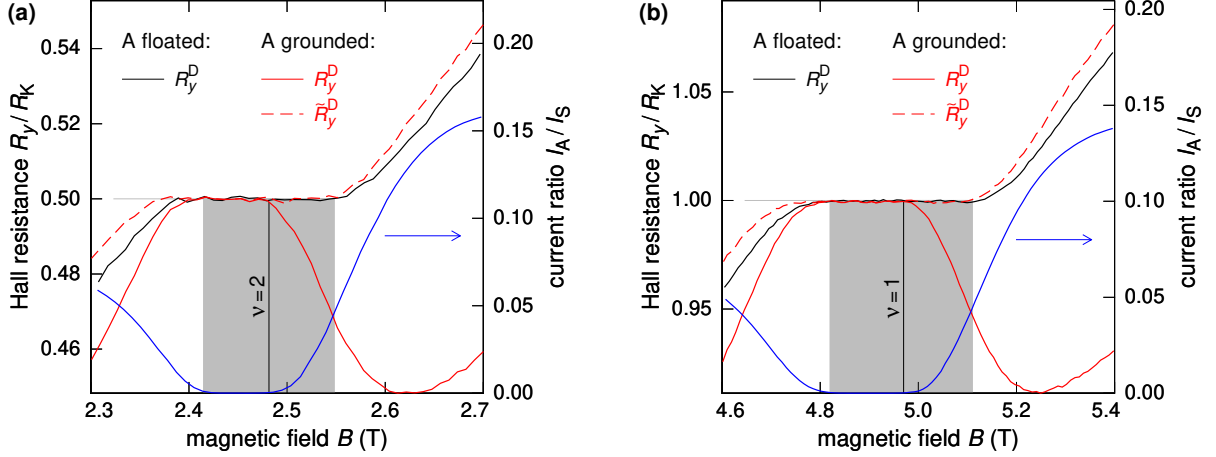 (a)
A floated:
A grounded:
R_y^D
R_y^D
R̃_y^D
Hall resistance R_y / R_K
0.54
0.52
0.50
0.48
0.46
ν = 2
2.3
2.4
2.5
2.6
2.7
magnetic field B (T)
0.20
0.15
0.10
0.05
0.00
current ratio I_A / I_S
(b)
A floated:
A grounded:
R_y^D
R_y^D
R̃_y^D
Hall resistance R_y / R_K
1.05
1.00
0.95
ν = 1
4.6
4.8
5.0
5.2
5.4
magnetic field B (T)
0.20
0.15
0.10
0.05
0.00
current ratio I_A / I_S